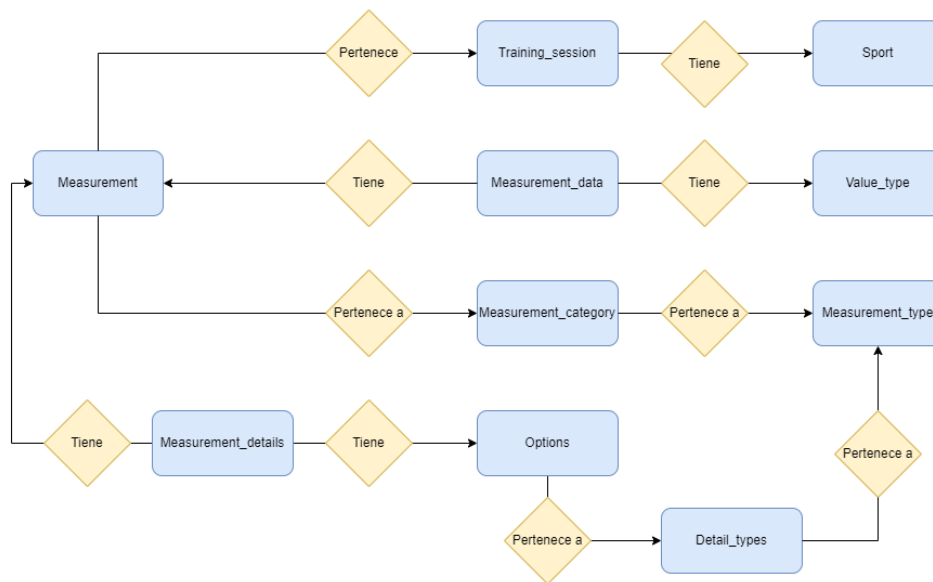 Pertenece
Training_session
Tiene
Sport
Measurement
Tiene
Measurement_data
Tiene
Value_type
Pertenece a
Measurement_category
Pertenece a
Measurement_type
Tiene
Measurement_details
Tiene
Options
Pertenece a
Pertenece a
Detail_types